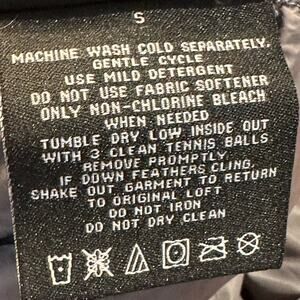 S
MACHINE WASH COLD SEPARATELY,
GENTLE CYCLE
USE MILD DETERGENT
DO NOT USE FABRIC SOFTENER
ONLY NON-CHLORINE BLEACH
WHEN NEEDED
TUMBLE DRY LOW INSIDE OUT
WITH 3 CLEAN TENNIS BALLS
REMOVE PROMPTLY
IF DOWN FEATHERS CLING,
SHAKE OUT GARMENT TO RETURN
TO ORIGINAL LOFT
DO NOT IRON
DO NOT DRY CLEAN